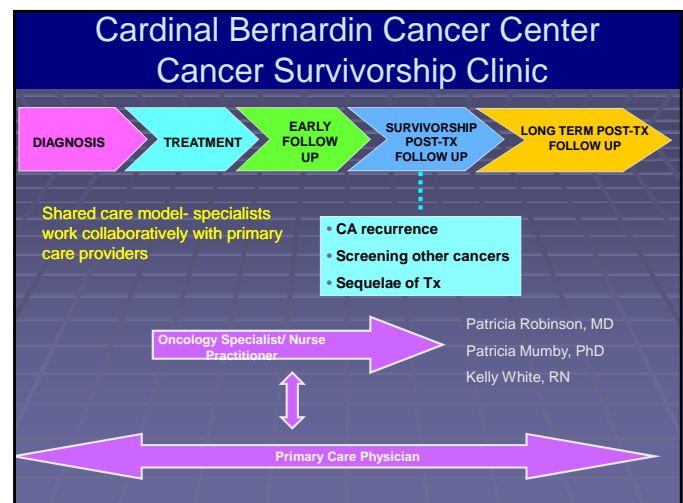 Cardinal Bernardin Cancer Center
Cancer Survivorship Clinic
DIAGNOSIS
TREATMENT
EARLY
FOLLOW
UP
SURVIVORSHIP
POST-TX
FOLLOW UP
LONG TERM POST-TX
FOLLOW UP
Shared care model- specialists
work collaboratively with primary
care providers
• CA recurrence
• Screening other cancers
• Sequelae of Tx
Oncology Specialist/ Nurse
Practitioner
Patricia Robinson, MD
Patricia Mumby, PhD
Kelly White, RN
Primary Care Physician